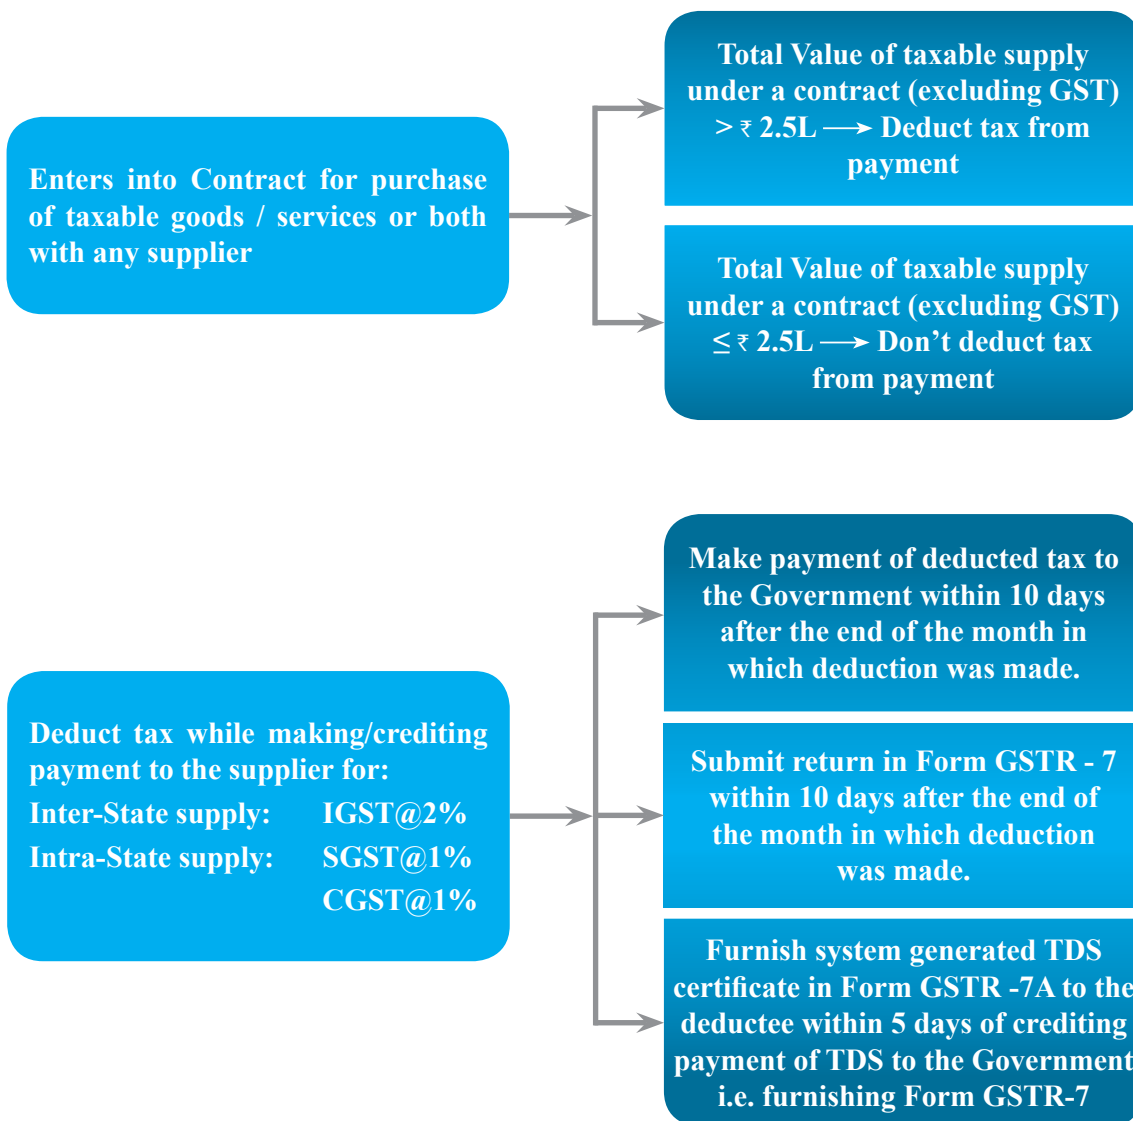 Enters into Contract for purchase
of taxable goods / services or both
with any supplier
Total Value of taxable supply
under a contract (excluding GST)
> ₹ 2.5L ⟶ Deduct tax from
payment
Total Value of taxable supply
under a contract (excluding GST)
≤ ₹ 2.5L ⟶ Don’t deduct tax
from payment
Deduct tax while making/crediting
payment to the supplier for:
Inter-State supply: IGST@2%
Intra-State supply: SGST@1%
CGST@1%
Make payment of deducted tax to
the Government within 10 days
after the end of the month in
which deduction was made.
Submit return in Form GSTR - 7
within 10 days after the end of
the month in which deduction
was made.
Furnish system generated TDS
certificate in Form GSTR -7A to the
deductee within 5 days of crediting
payment of TDS to the Government
i.e. furnishing Form GSTR-7